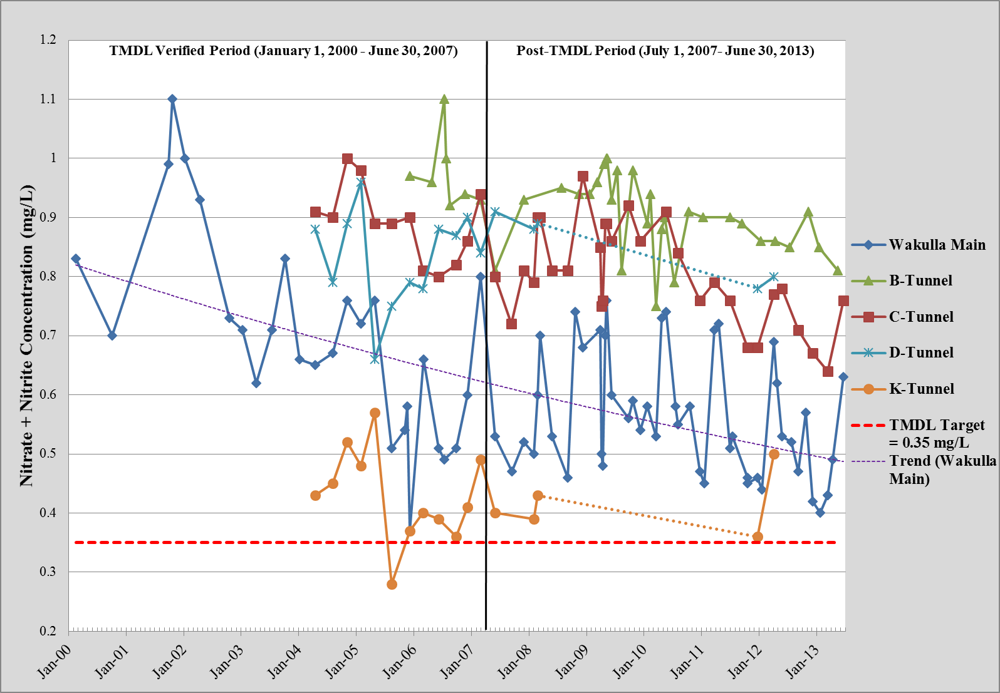 TMDL Verified Period (January 1, 2000 - June 30, 2007)
Post-TMDL Period (July 1, 2007- June 30, 2013)
Nitrate + Nitrite Concentration (mg/L)
1.2
1.1
1
0.9
0.8
0.7
0.6
0.5
0.4
0.3
0.2
Jan-00
Jan-01
Jan-02
Jan-03
Jan-04
Jan-05
Jan-06
Jan-07
Jan-08
Jan-09
Jan-10
Jan-11
Jan-12
Jan-13
Wakulla Main
B-Tunnel
C-Tunnel
D-Tunnel
K-Tunnel
TMDL Target
= 0.35 mg/L
Trend (Wakulla
Main)